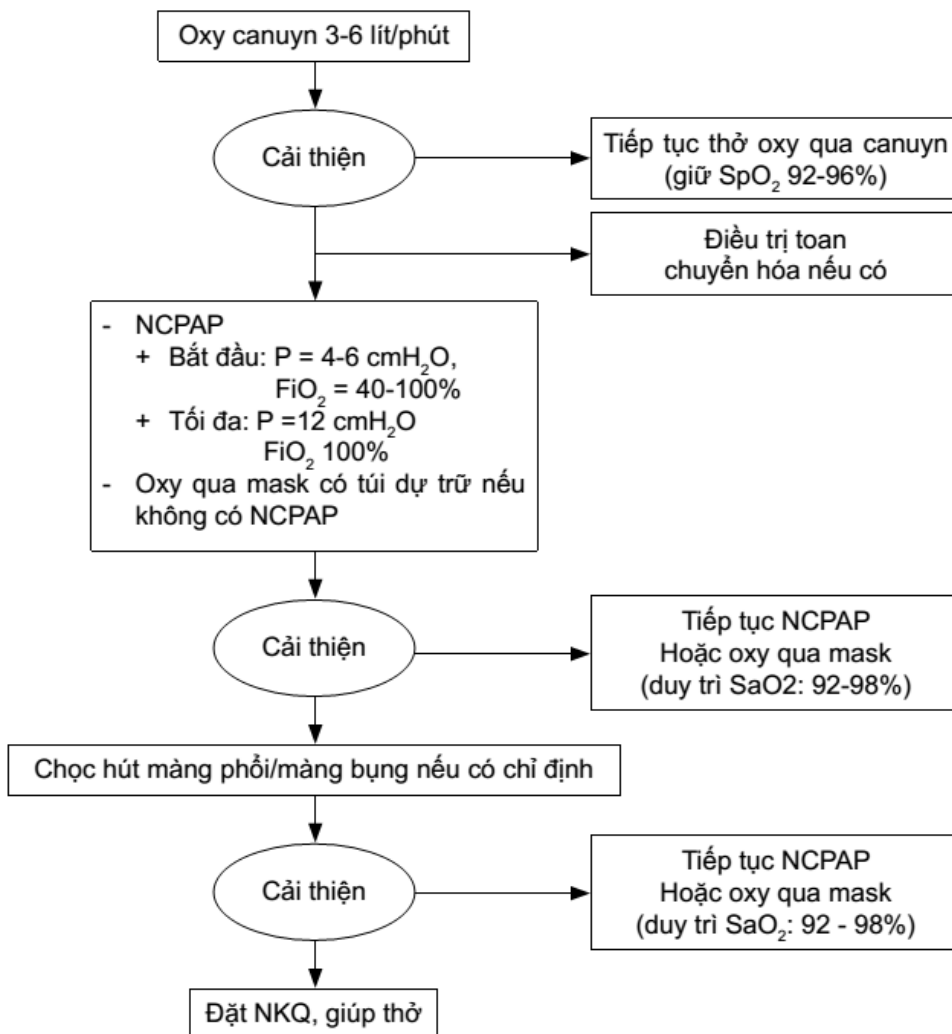 Oxy canuyn 3-6 lít/phút
Cải thiện
Tiếp tục thở oxy qua canuyn
(giữ SpO₂ 92-96%)
Điều trị toan
chuyển hóa nếu có
- NCPAP
+ Bắt đầu: P = 4-6 cmH₂O,
FiO₂ = 40-100%
+ Tối đa: P =12 cmH₂O
FiO₂ 100%
- Oxy qua mask có túi dự trữ nếu
không có NCPAP
Cải thiện
Tiếp tục NCPAP
Hoặc oxy qua mask
(duy trì SaO2: 92-98%)
Chọc hút màng phổi/màng bụng nếu có chỉ định
Cải thiện
Tiếp tục NCPAP
Hoặc oxy qua mask
(duy trì SaO₂: 92 - 98%)
Đặt NKQ, giúp thở